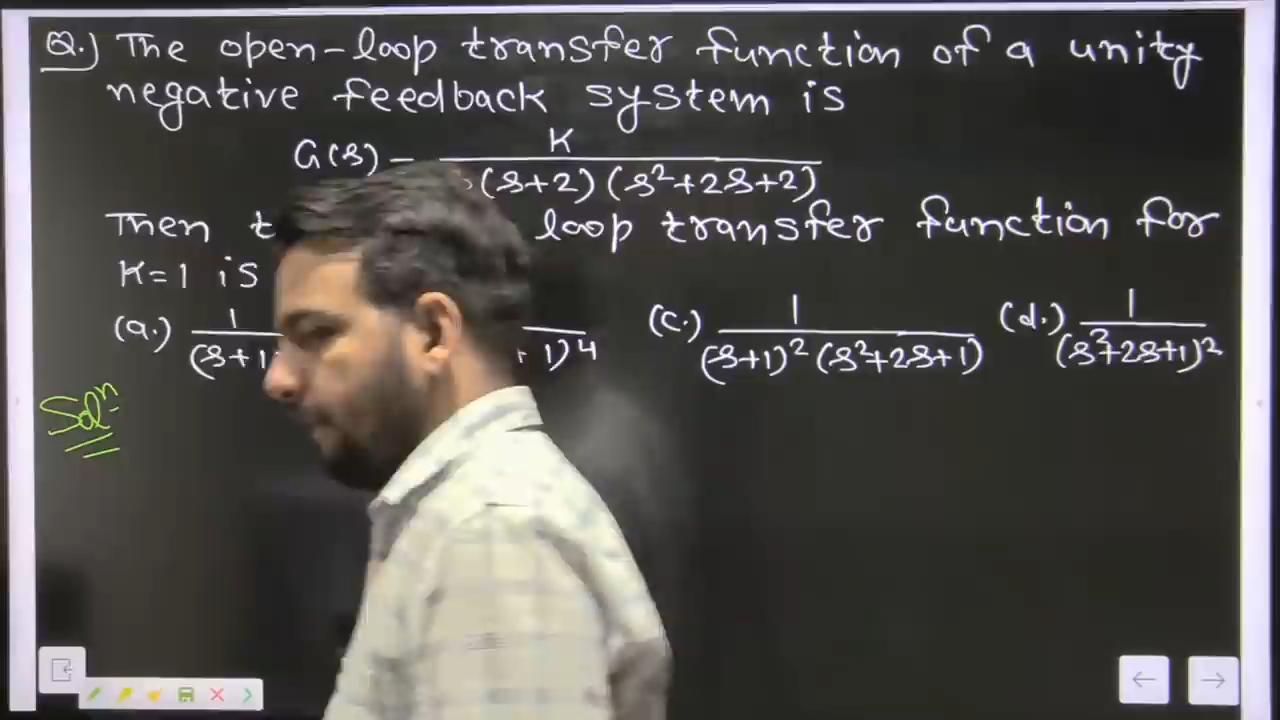 Q.) The open-loop transfer function of a unity
negative feedback system is
G(s) = K / (s+2) (s²+2s+2)
Then loop transfer function for
K=1 is
(a.) 1 / (s+1 1)4 (c.) 1 / (s+1)² (s²+2s+1) (d.) 1 / (s²+2s+1)²
Solⁿ: